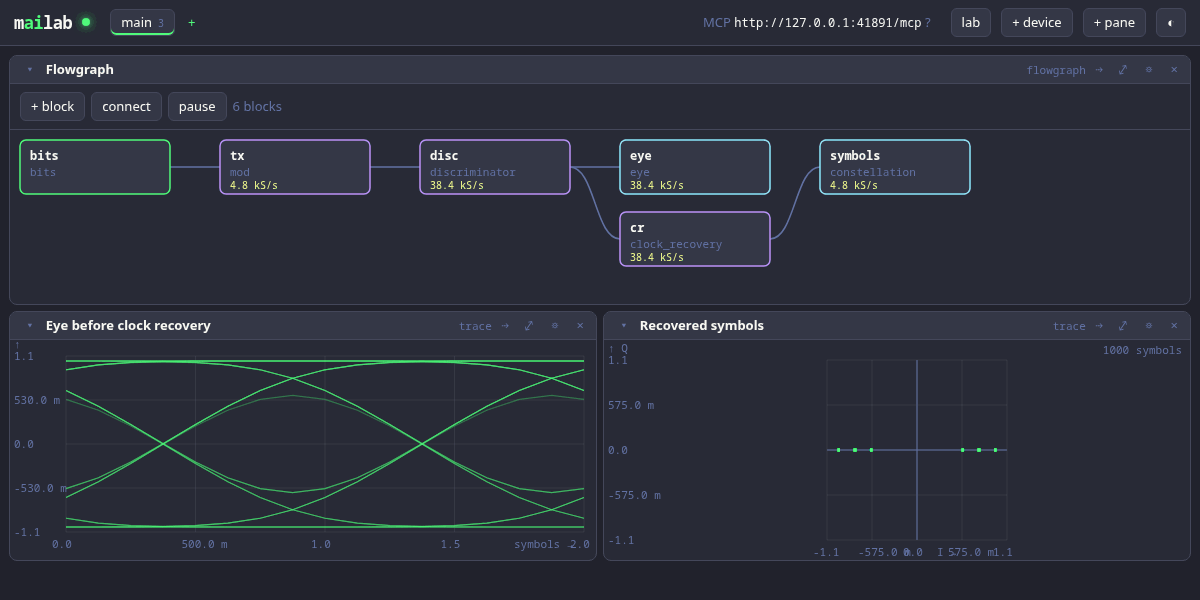 mailab main 3 + MCP http://127.0.0.1:41891/mcp ? lab + device + pane
Flowgraph flowgraph
+ block connect pause 6 blocks
bits
bits
tx
mod
4.8 kS/s
disc
discriminator
38.4 kS/s
eye
eye
38.4 kS/s
symbols
constellation
4.8 kS/s
cr
clock_recovery
38.4 kS/s
Eye before clock recovery trace
1.1
530.0 m
0.0
-530.0 m
-1.1
0.0 500.0 m 1.0 1.5 symbols 2.0
Recovered symbols trace
↑ Q
1000 symbols
1.1
575.0 m
0.0
-575.0 m
-1.1
-1.1 -575.0 m 0.0 I 575.0 m 1.1